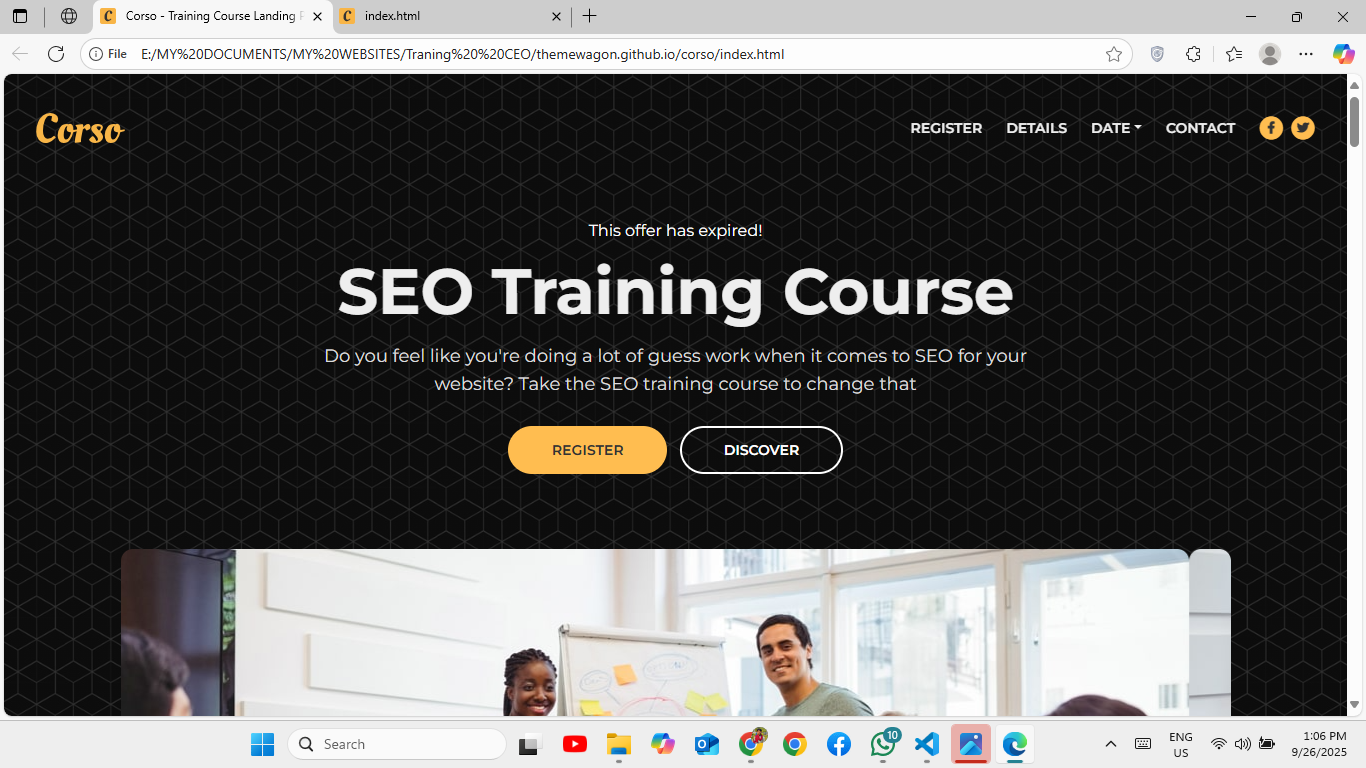 Corso - Training Course Landing P
index.html
File
E:/MY%20DOCUMENTS/MY%20WEBSITES/Traning%20%20CEO/themewagon.github.io/corso/index.html
Corso
REGISTER DETAILS DATE CONTACT
This offer has expired!
SEO Training Course
Do you feel like you're doing a lot of guess work when it comes to SEO for your
website? Take the SEO training course to change that
REGISTER DISCOVER
Search
10
ENG
US
1:06 PM
9/26/2025